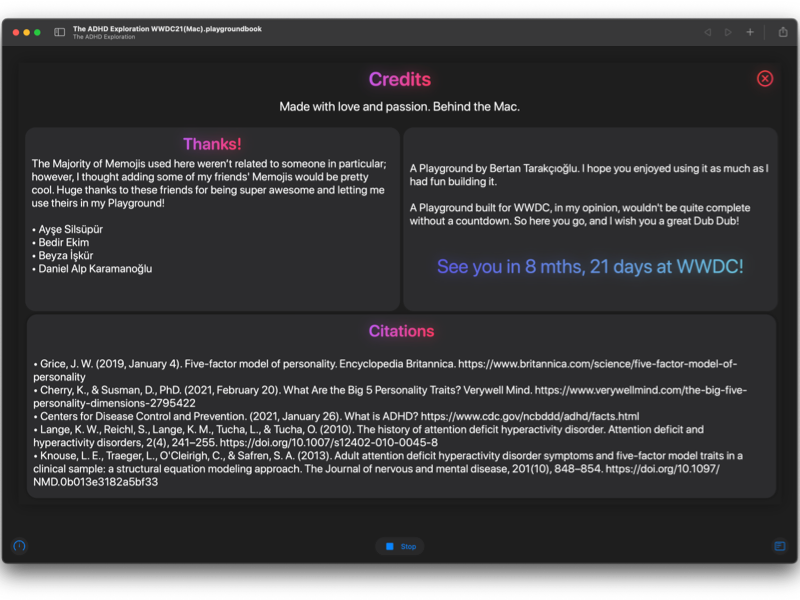 The ADHD Exploration WWDC21(Mac).playgroundbook
The ADHD Exploration
Credits
Made with love and passion. Behind the Mac.
Thanks!
The Majority of Memojis used here weren't related to someone in particular;
however, I thought adding some of my friends' Memojis would be pretty
cool. Huge thanks to these friends for being super awesome and letting me
use theirs in my Playground!
• Ayşe Silsüpür
• Bedir Ekim
• Beyza İşkür
• Daniel Alp Karamanoğlu
A Playground by Bertan Tarakçıoğlu. I hope you enjoyed using it as much as I
had fun building it.
A Playground built for WWDC, in my opinion, wouldn't be quite complete
without a countdown. So here you go, and I wish you a great Dub Dub!
See you in 8 mths, 21 days at WWDC!
Citations
• Grice, J. W. (2019, January 4). Five-factor model of personality. Encyclopedia Britannica. https://www.britannica.com/science/five-factor-model-of-
personality
• Cherry, K., & Susman, D., PhD. (2021, February 20). What Are the Big 5 Personality Traits? Verywell Mind. https://www.verywellmind.com/the-big-five-
personality-dimensions-2795422
• Centers for Disease Control and Prevention. (2021, January 26). What is ADHD? https://www.cdc.gov/ncbddd/adhd/facts.html
• Lange, K. W., Reichl, S., Lange, K. M., Tucha, L., & Tucha, O. (2010). The history of attention deficit hyperactivity disorder. Attention deficit and
hyperactivity disorders, 2(4), 241–255. https://doi.org/10.1007/s12402-010-0045-8
• Knouse, L. E., Traeger, L., O'Cleirigh, C., & Safren, S. A. (2013). Adult attention deficit hyperactivity disorder symptoms and five-factor model traits in a
clinical sample: a structural equation modeling approach. The Journal of nervous and mental disease, 201(10), 848–854. https://doi.org/10.1097/
NMD.0b013e3182a5bf33
Stop